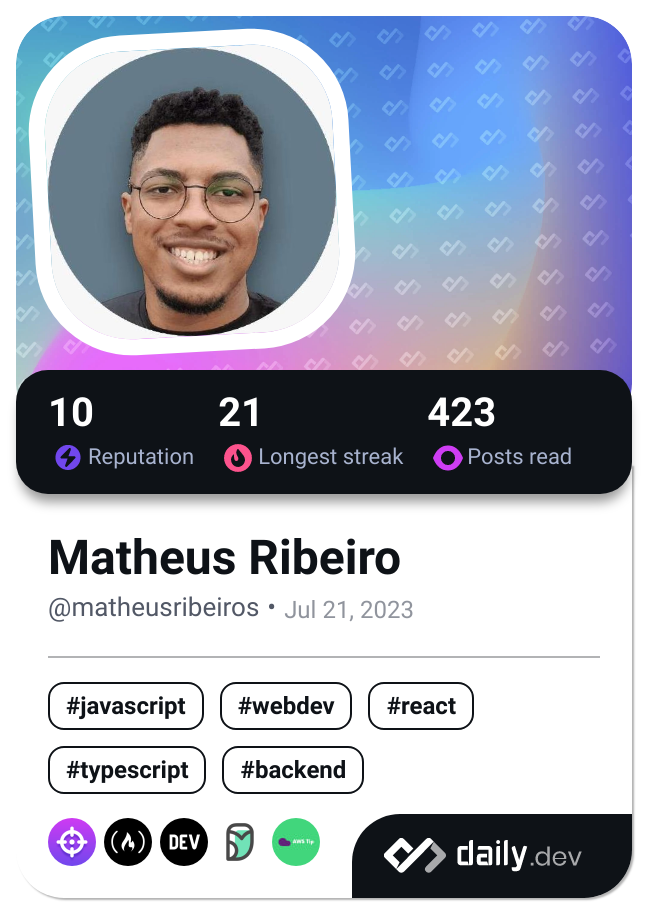 10 21 423
Reputation Longest streak Posts read
Matheus Ribeiro
@matheusribeiros • Jul 21, 2023
#javascript #webdev #react
#typescript #backend
DEV AWS Tip
daily.dev